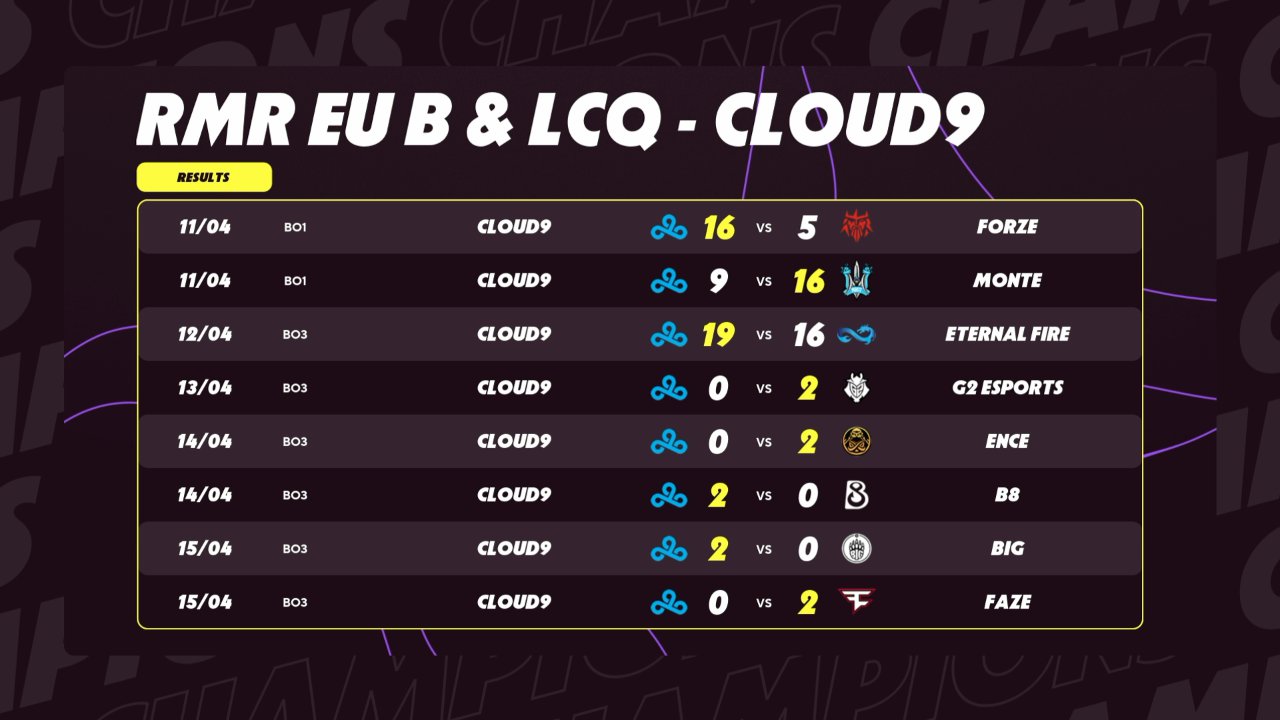 RMR EU B & LCQ - CLOUD9
RESULTS
11/04 BO1 CLOUD9 16 VS 5 FORZE
11/04 BO1 CLOUD9 9 VS 16 MONTE
12/04 BO3 CLOUD9 19 VS 16 ETERNAL FIRE
13/04 BO3 CLOUD9 0 VS 2 G2 ESPORTS
14/04 BO3 CLOUD9 0 VS 2 ENCE
14/04 BO3 CLOUD9 2 VS 0 B8
15/04 BO3 CLOUD9 2 VS 0 BIG
15/04 BO3 CLOUD9 0 VS 2 FAZE